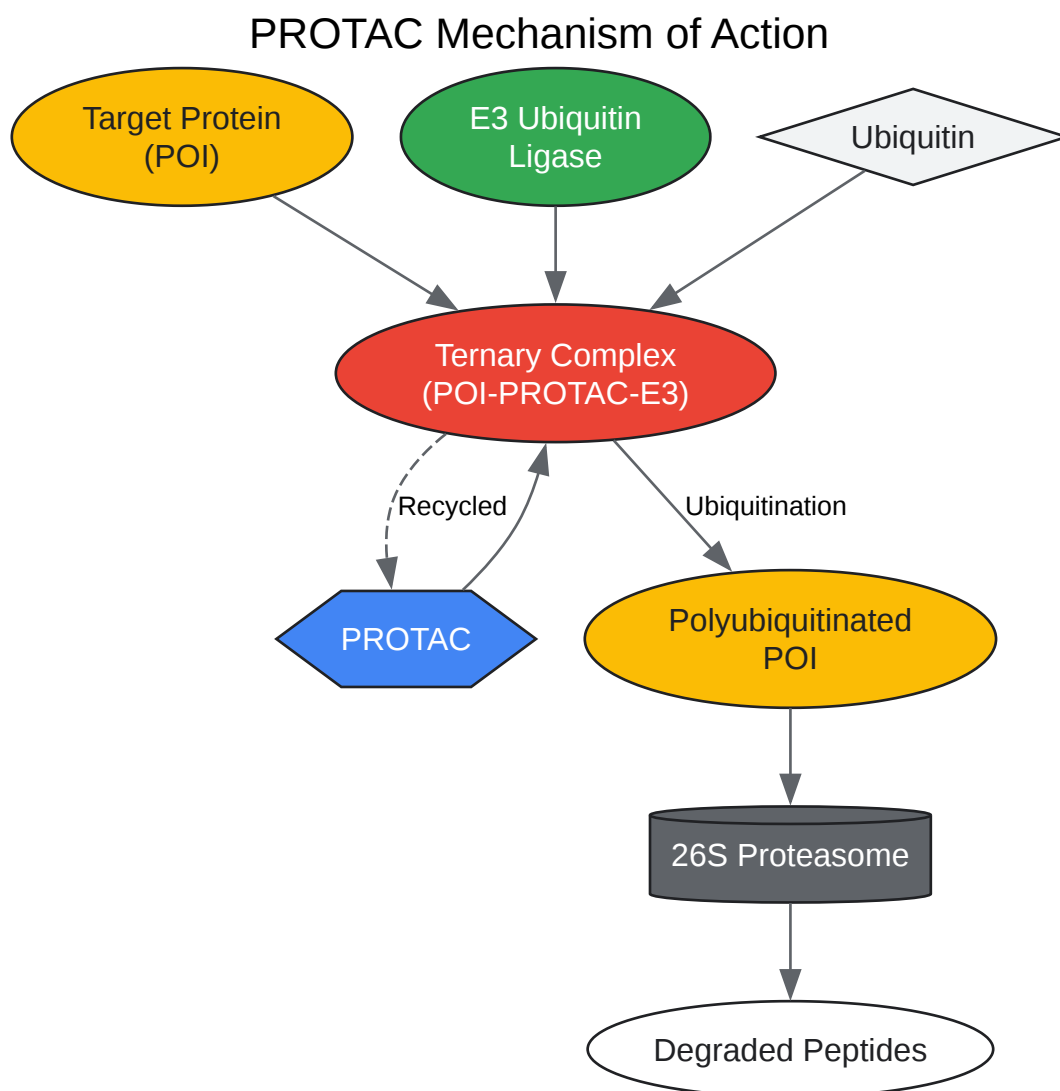 PROTAC Mechanism of Action
Target Protein
(POI)
E3 Ubiquitin
Ligase
Ubiquitin
Ternary Complex
(POI-PROTAC-E3)
Recycled
Ubiquitination
PROTAC
Polyubiquitinated
POI
26S Proteasome
Degraded Peptides